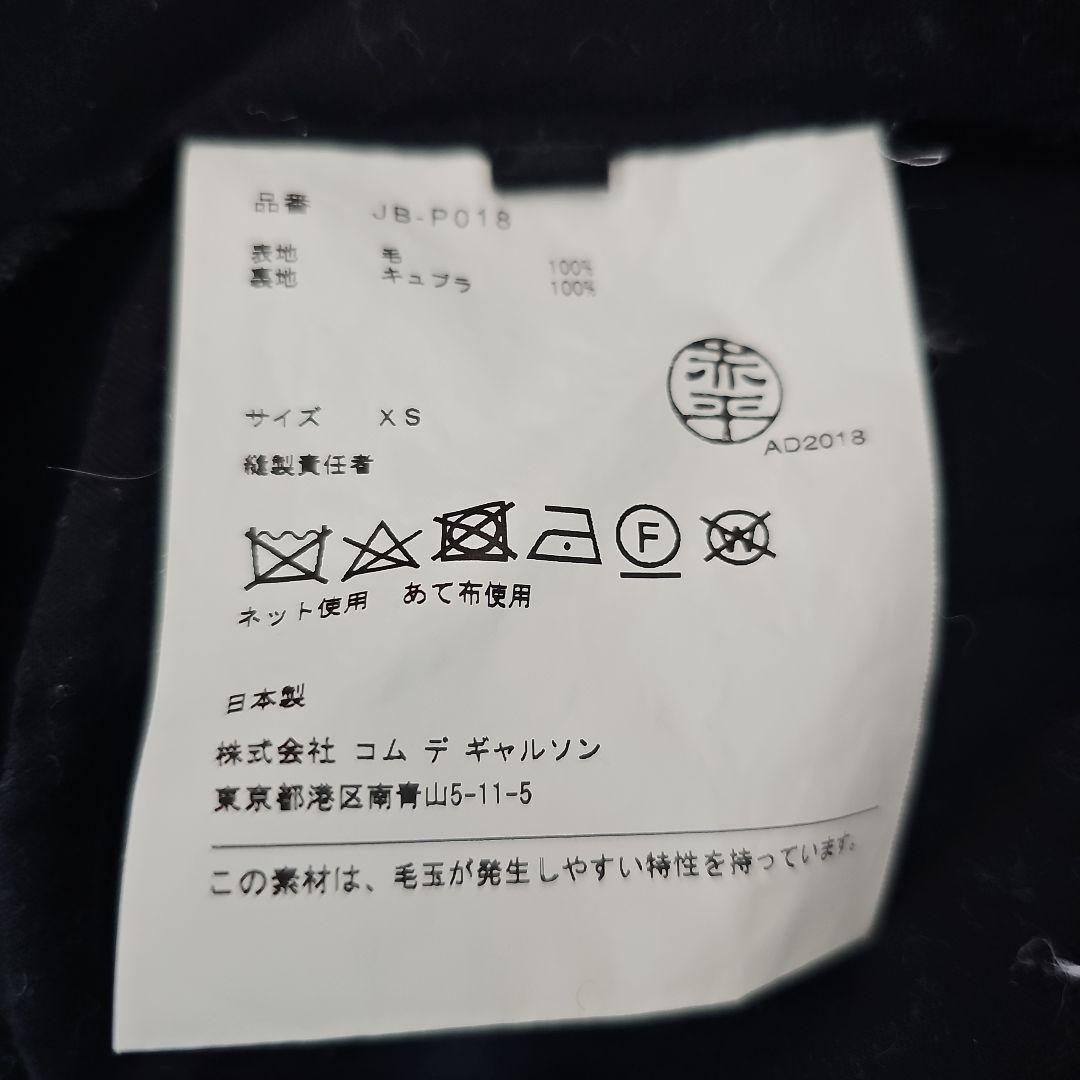 品番 JB-P018
表地 毛 100%
裏地 キュプラ 100%
サイズ XS
AD2018
縫製責任者
F
W
ネット使用 あて布使用
日本製
株式会社 コム デ ギャルソン
東京都港区南青山5-11-5
この素材は、毛玉が発生しやすい特性を持っています。